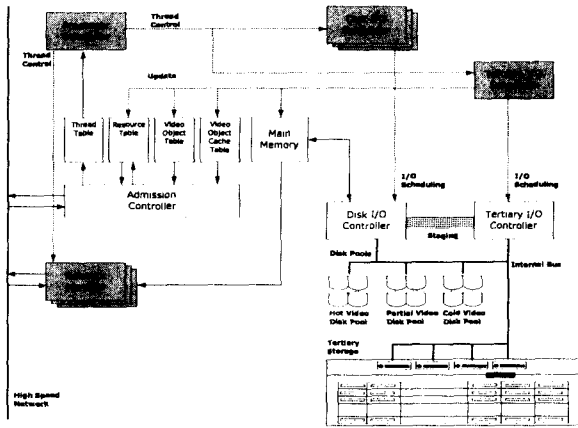 Thread
Control
Thread
Control
Update
Thread
Table
Resource
Table
Video
Object
Table
Video
Object
Cache
Table
Main
Memory
I/O
Scheduling
I/O
Scheduling
Admission
Controller
Disk I/O
Controller
Staging
Tertiary I/O
Controller
Disk Pools
Internal Bus
Hot Video
Disk Pool
Partial Video
Disk Pool
Cold Video
Disk Pool
Tertiary
Storage
High Speed
Network